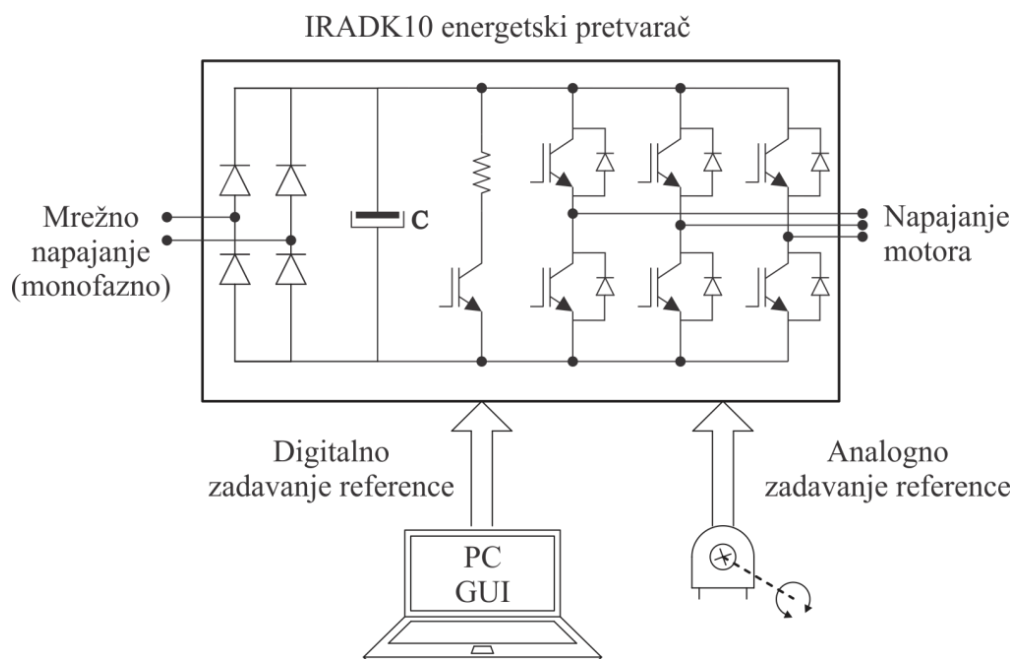 IRADK10 energetski pretvarač
Mrežno
napajanje
(monofazno)
C
Napajanje
motora
Digitalno
zadavanje reference
Analogno
zadavanje reference
PC
GUI